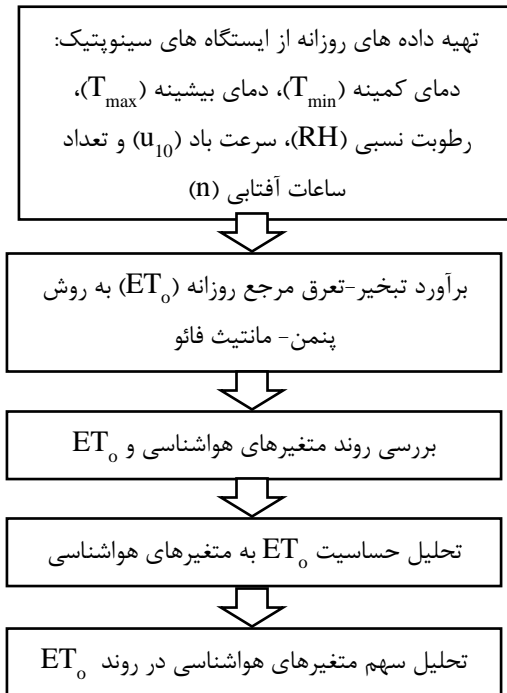 تهیه داده های روزانه از ایستگاه های سینوپتیک:
دمای کمینه (Tmin)، دمای بیشینه (Tmax)،
رطوبت نسبی (RH)، سرعت باد (u10) و تعداد
ساعات آفتابی (n)
برآورد تبخیر-تعرق مرجع روزانه (ETo) به روش
پنمن- مانتیث فائو
بررسی روند متغیرهای هواشناسی و ETo
تحلیل حساسیت ETo به متغیرهای هواشناسی
تحلیل سهم متغیرهای هواشناسی در روند ETo